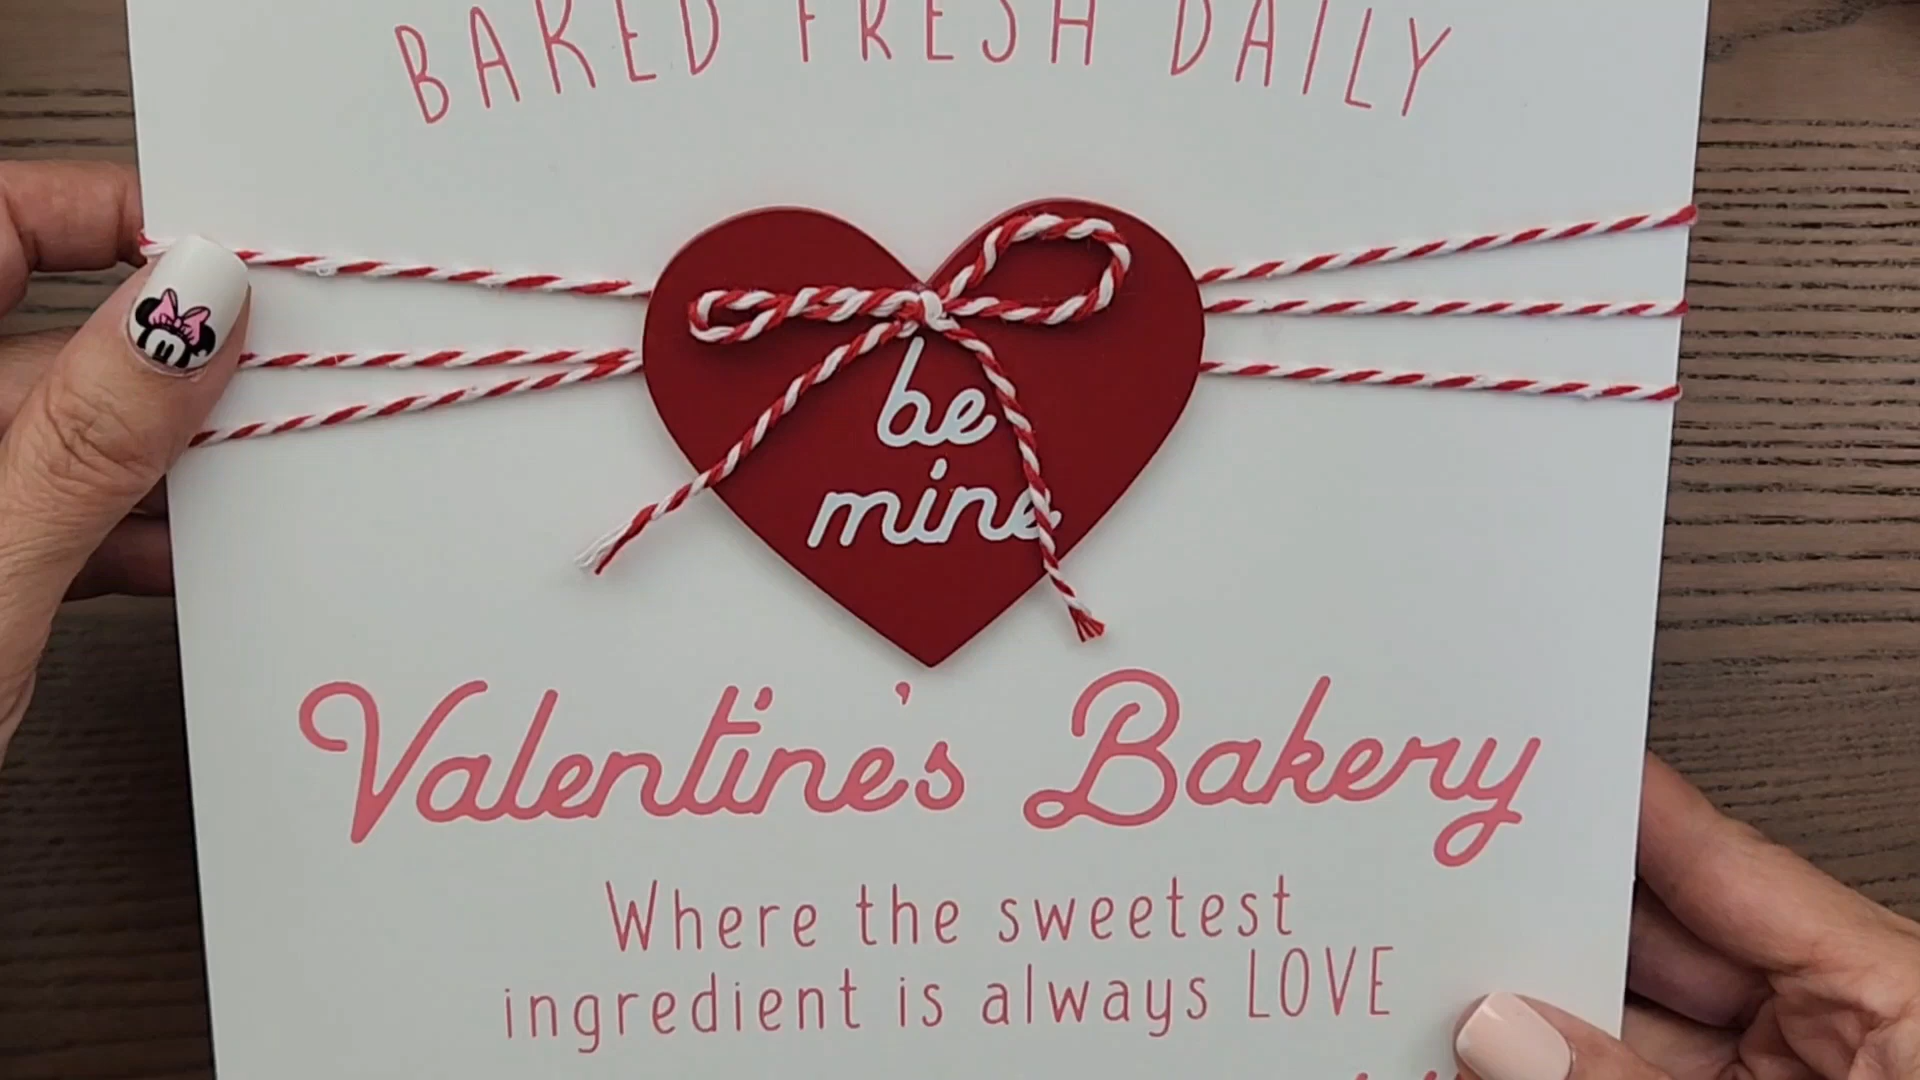 BAKED FRESH DAILY
be
mine
Valentine's Bakery
Where the sweetest
ingredient is always LOVE